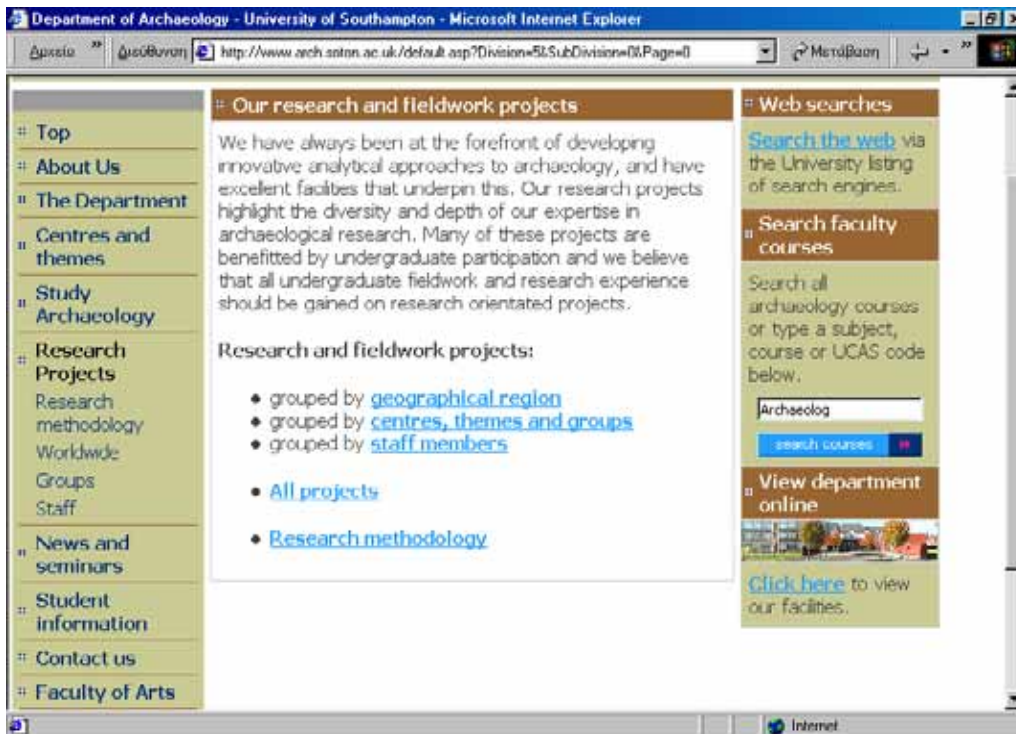 Department of Archaeology - University of Southampton - Microsoft Internet Explorer
Αρχείο » Διεύθυνση http://www.arch.soton.ac.uk/default.asp?Division=5&SubDivision=0&Page=0 Μετάβαση »
Top
About Us
The Department
Centres and
themes
Study
Archaeology
Research
Projects
Research
methodology
Worldwide
Groups
Staff
News and
seminars
Student
information
Contact us
Faculty of Arts
Our research and fieldwork projects
We have always been at the forefront of developing
innovative analytical approaches to archaeology, and have
excellent facilities that underpin this. Our research projects
highlight the diversity and depth of our expertise in
archaeological research. Many of these projects are
benefitted by undergraduate participation and we believe
that all undergraduate fieldwork and research experience
should be gained on research orientated projects.
Research and fieldwork projects:
• grouped by geographical region
• grouped by centres, themes and groups
• grouped by staff members
• All projects
• Research methodology
Web searches
Search the web via
the University listing
of search engines.
Search faculty
courses
Search all
archaeology courses
or type a subject,
course or UCAS code
below.
Archaeolog
search courses »
View department
online
Click here to view
our facilities.
Internet